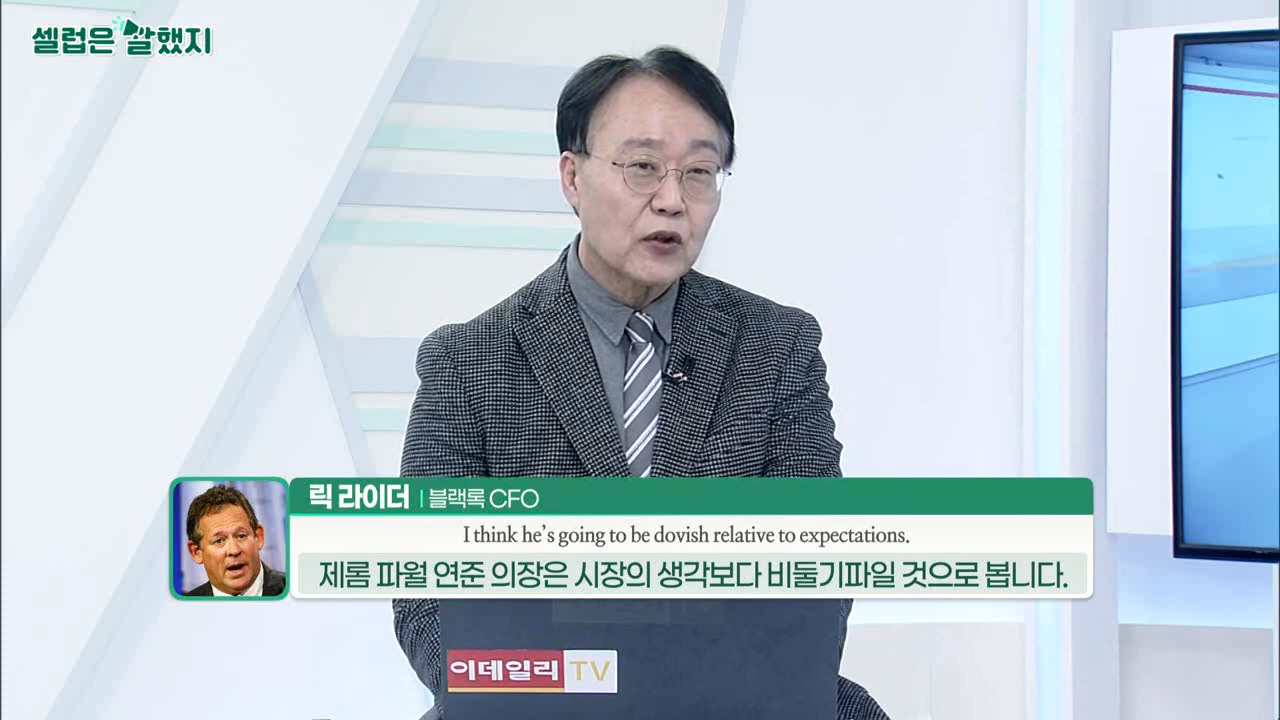 셀럽은 말했지
릭 라이더 | 블랙록 CFO
I think he's going to be dovish relative to expectations.
제롬 파월 연준 의장은 시장의 생각보다 비둘기파일 것으로 봅니다.
이데일리 TV